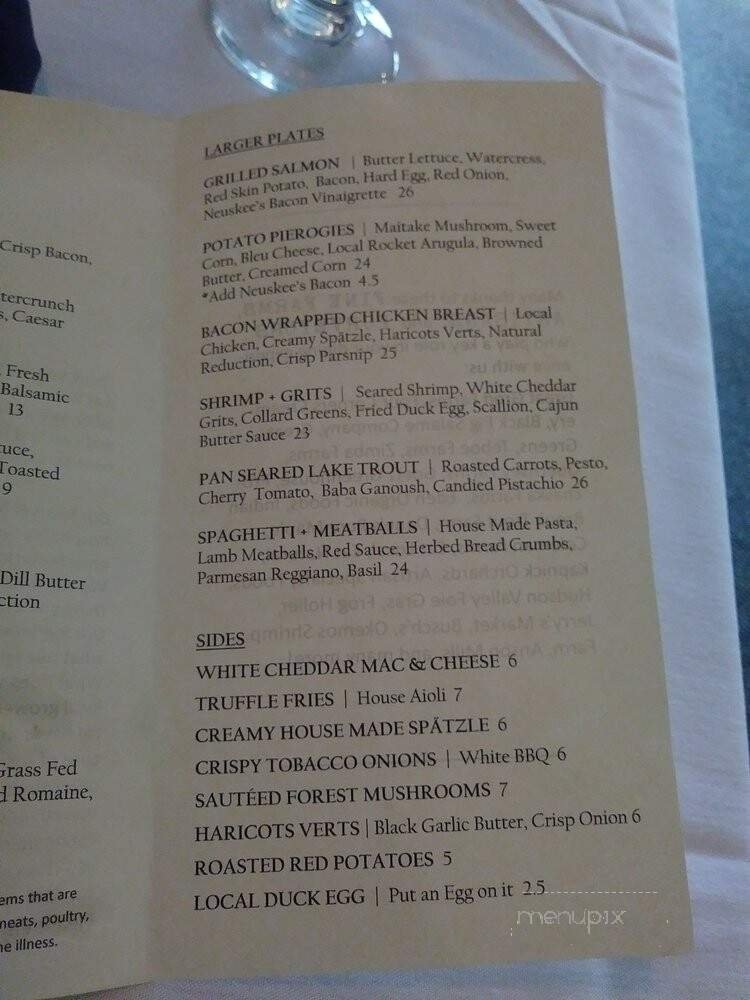 Crisp Bacon,
tercrunch
s, Caesar
Fresh
Balsamic
13
uce,
Toasted
9
Dill Butter
ction
Grass Fed
d Romaine,
ems that are
meats, poultry,
ne illness.
LARGER PLATES
GRILLED SALMON | Butter Lettuce, Watercress,
Red Skin Potato, Bacon, Hard Egg, Red Onion,
Neuskee's Bacon Vinaigrette 26
POTATO PIEROGIES | Maitake Mushroom, Sweet
Corn, Bleu Cheese, Local Rocket Arugula, Browned
Butter, Creamed Corn 24
*Add Neuskee's Bacon 4.5
BACON WRAPPED CHICKEN BREAST | Local
Chicken, Creamy Spätzle, Haricots Verts, Natural
Reduction, Crisp Parsnip 25
SHRIMP + GRITS | Seared Shrimp, White Cheddar
Grits, Collard Greens, Fried Duck Egg, Scallion, Cajun
Butter Sauce 23
PAN SEARED LAKE TROUT | Roasted Carrots, Pesto,
Cherry Tomato, Baba Ganoush, Candied Pistachio 26
SPAGHETTI + MEATBALLS | House Made Pasta,
Lamb Meatballs, Red Sauce, Herbed Bread Crumbs,
Parmesan Reggiano, Basil 24
SIDES
WHITE CHEDDAR MAC & CHEESE 6
TRUFFLE FRIES | House Aioli 7
CREAMY HOUSE MADE SPÄTZLE 6
CRISPY TOBACCO ONIONS | White BBQ 6
SAUTÉED FOREST MUSHROOMS 7
HARICOTS VERTS | Black Garlic Butter, Crisp Onion 6
ROASTED RED POTATOES 5
LOCAL DUCK EGG | Put an Egg on it 2.5
menupix